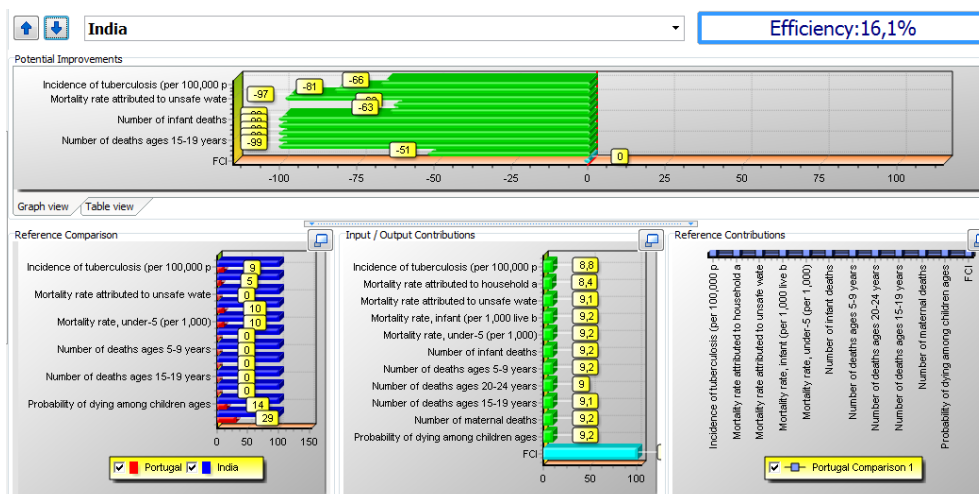 India
Efficiency:16,1%
Potential Improvements
Incidence of tuberculosis (per 100,000 p
Mortality rate attributed to unsafe wate
Number of infant deaths
Number of deaths ages 15-19 years
FCI
-66
-81
-97
-63
-99
-51
0
-100
-75
-50
-25
0
25
50
75
100
Graph view
Table view
Reference Comparison
Incidence of tuberculosis (per 100,000 p
Mortality rate attributed to unsafe wate
Mortality rate, under-5 (per 1,000)
Number of deaths ages 5-9 years
Number of deaths ages 15-19 years
Probability of dying among children ages
9
5
0
10
10
0
0
0
0
0
14
29
0 50 100 150
Portugal India
Input / Output Contributions
Incidence of tuberculosis (per 100,000 p 8,8
Mortality rate attributed to household a 8,4
Mortality rate attributed to unsafe wate 9,1
Mortality rate, infant (per 1,000 live b 9,2
Mortality rate, under-5 (per 1,000) 9,2
Number of infant deaths 9,2
Number of deaths ages 5-9 years 9,2
Number of deaths ages 20-24 years 9
Number of deaths ages 15-19 years 9,1
Number of maternal deaths 9,2
Probability of dying among children ages 9,2
FCI
0 50 100
Reference Contributions
Incidence of tuberculosis (per 100,000 p
Mortality rate attributed to household a
Mortality rate attributed to unsafe wate
Mortality rate, infant (per 1,000 live b
Mortality rate, under-5 (per 1,000)
Number of infant deaths
Number of deaths ages 5-9 years
Number of deaths ages 20-24 years
Number of deaths ages 15-19 years
Number of maternal deaths
Probability of dying among children ages
FCI
Portugal Comparison 1